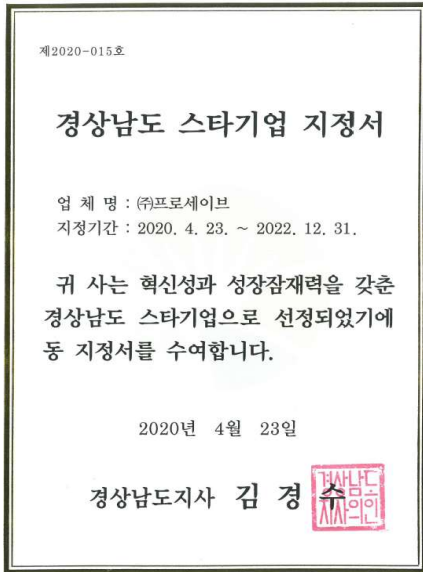 제2020-015호
경상남도 스타기업 지정서
업 체 명 : ㈜프로세이브
지정기간 : 2020. 4. 23. ~ 2022. 12. 31.
귀 사는 혁신성과 성장잠재력을 갖춘
경상남도 스타기업으로 선정되었기에
동 지정서를 수여합니다.
2020년 4월 23일
경상남도지사 김 경 수
경상남도
지사의인